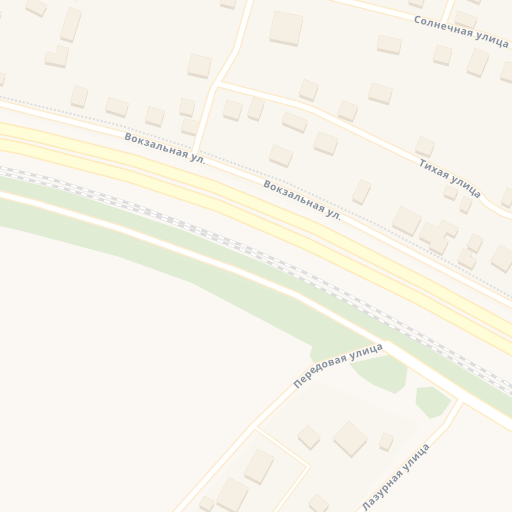 Солнечная улица
Вокзальная ул.
Тихая улица
Вокзальная ул.
Передовая улица
Лазурная улица